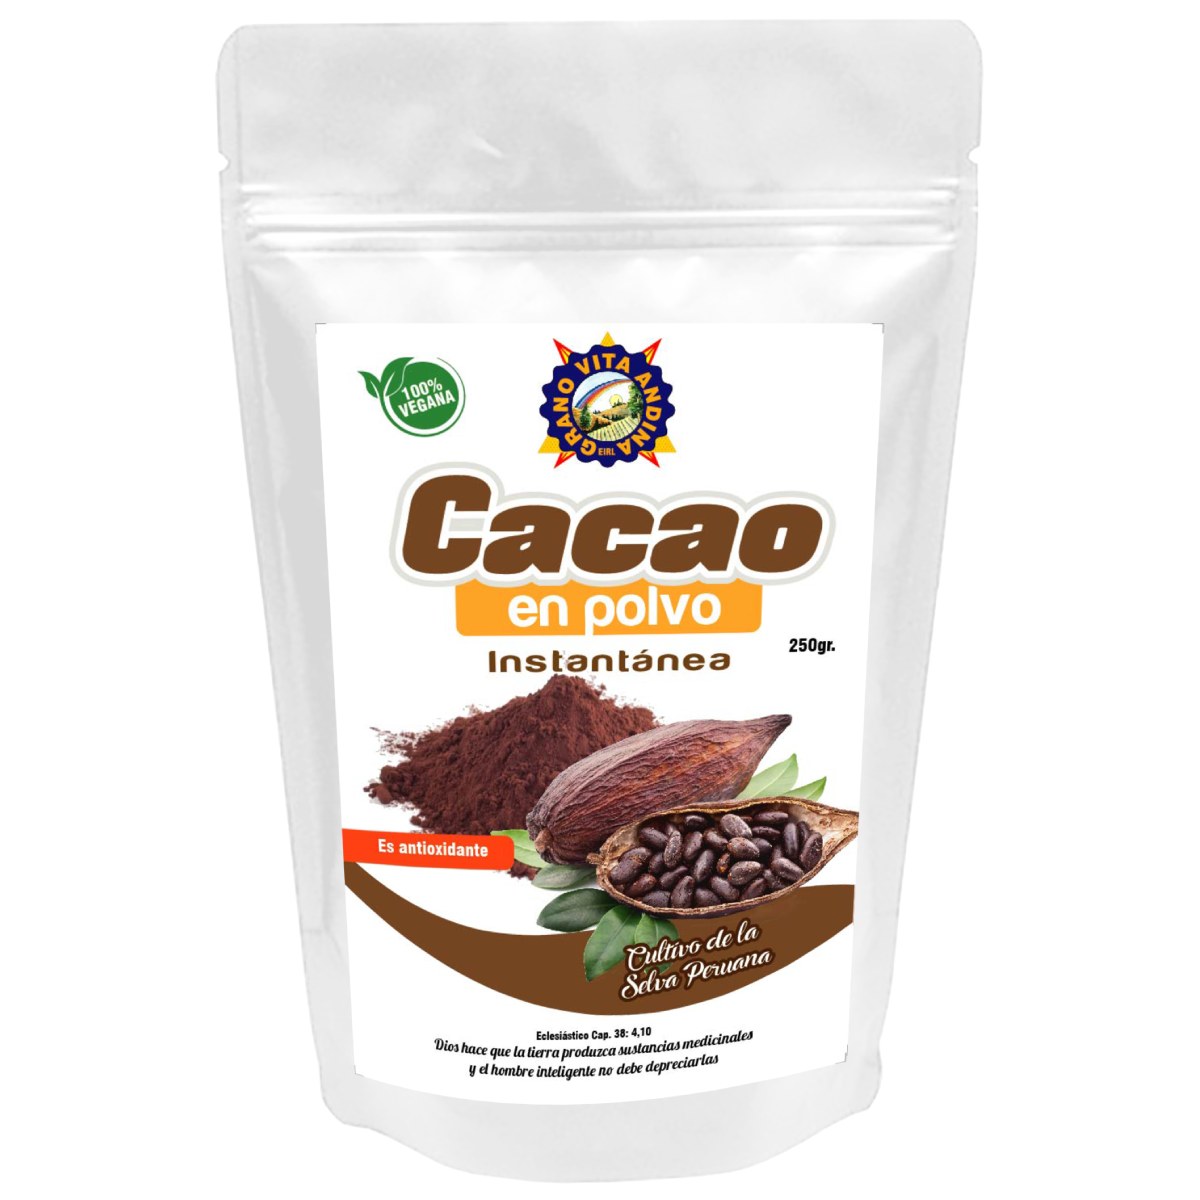 100%
VEGANA
GRANO VITA ANDINA
EIRL
Cacao
en polvo
Instantánea
250gr.
Es antioxidante
Cultivo de la
Selva Peruana
Eclesiástico Cap. 38: 4,10
Dios hace que la tierra produzca sustancias medicinales
y el hombre inteligente no debe depreciarlas